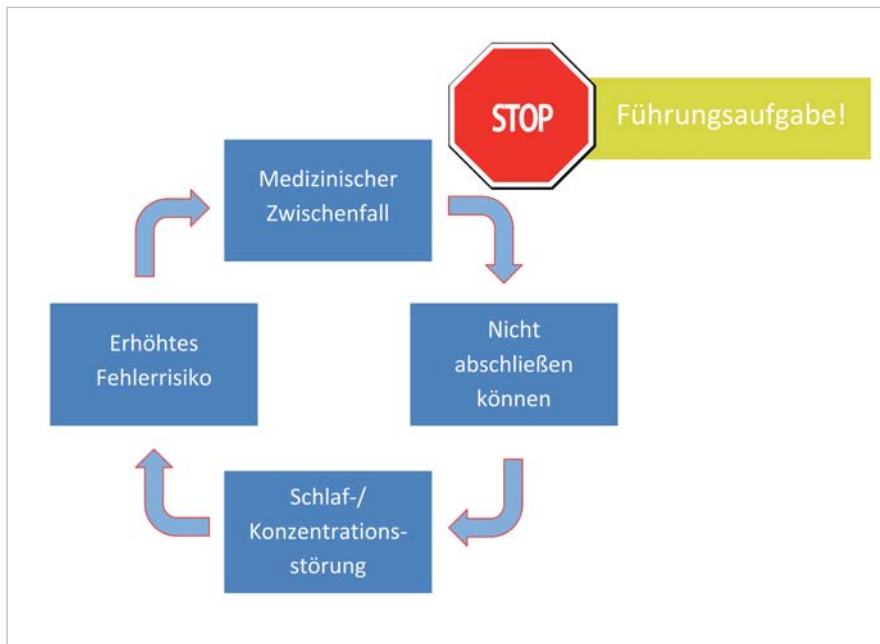 STOP
Führungsaufgabe!
Medizinischer
Zwischenfall
Erhöhtes
Fehlerrisiko
Nicht
abschließen
können
Schlaf-/
Konzentrations-
störung